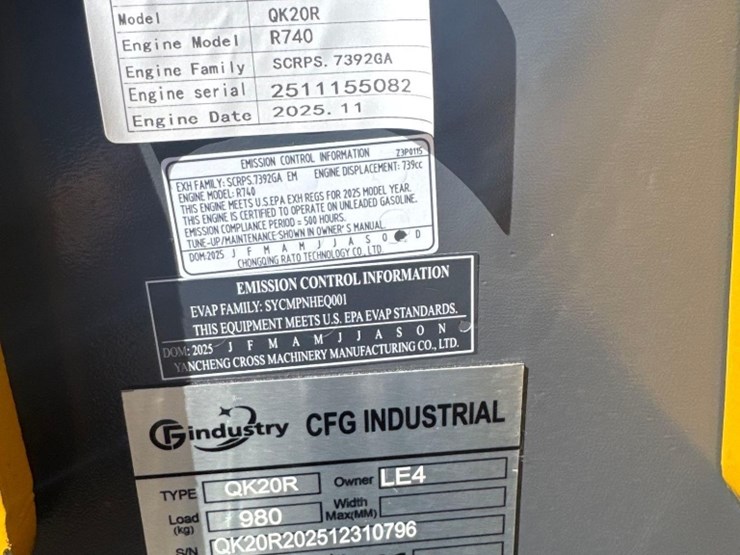 Model QK20R
Engine Model R740
Engine Family SCRPS. 7392GA
Engine serial 2511155082
Engine Date 2025. 11
EMISSION CONTROL INFORMATION 23P0115
EXH FAMILY: SCRPS.7392GA EM ENGINE DISPLACEMENT: 739cc
ENGINE MODEL: R740
THIS ENGINE MEETS U.S.EPA EXH REGS FOR 2025 MODEL YEAR.
THIS ENGINE IS CERTIFIED TO OPERATE ON UNLEADED GASOLINE.
EMISSION COMPLIANCE PERIOD = 500 HOURS.
TUNE-UP/MAINTENANCE SHOWN IN OWNER'S MANUAL
DOM:2025 J F M A M J J A S O D
CHONGQING RATO TECHNOLOGY CO., LTD.
EMISSION CONTROL INFORMATION
EVAP FAMILY: SYCMPNHEQ001
THIS EQUIPMENT MEETS U.S. EPA EVAP STANDARDS.
DOM: 2025 J F M A M J J A S O N
YANCHENG CROSS MACHINERY MANUFACTURING CO., LTD.
CFGindustry CFG INDUSTRIAL
TYPE QK20R Owner LE4
Load (kg) 980 Width Max(MM)
S/N QK20R202512310796